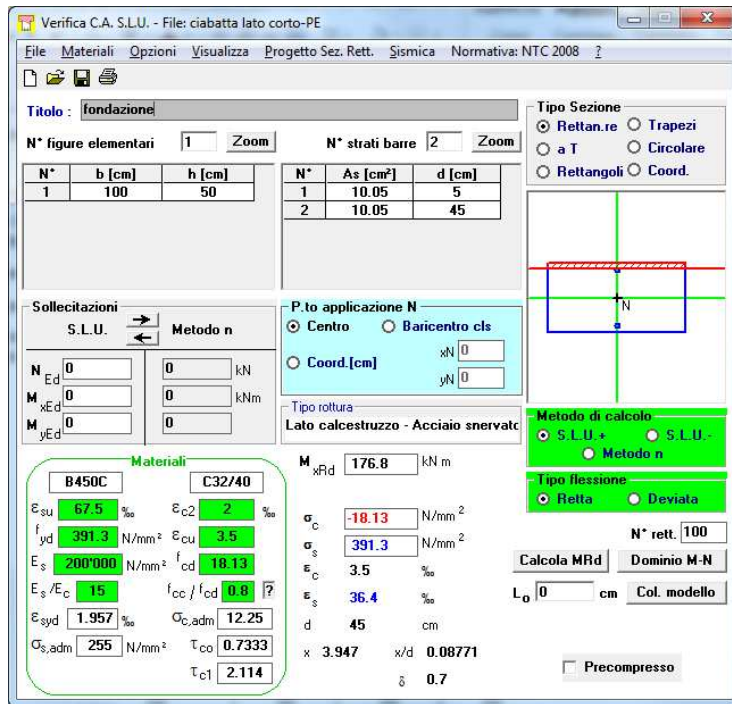 Verifica C.A. S.L.U. - File: ciabatta lato corto-PE
File Materiali Opzioni Visualizza Progetto Sez. Rett. Sismica Normativa: NTC 2008 ?
Titolo : fondazione
N° figure elementari 1 Zoom
N° strati barre 2 Zoom
N° b [cm] h [cm]
1 100 50
N° As [cm²] d [cm]
1 10.05 5
2 10.05 45
Tipo Sezione
Rettan.re Trapezi
a T Circolare
Rettangoli Coord.
N
Sollecitazioni
S.L.U. Metodo n
N Ed 0 0 kN
M xEd 0 0 kNm
M yEd 0 0
P.to applicazione N
Centro Baricentro cls
Coord.[cm] xN 0
yN 0
Tipo rottura
Lato calcestruzzo - Acciaio snervato
Metodo di calcolo
S.L.U.+ S.L.U.-
Metodo n
Tipo flessione
Retta Deviata
Materiali
B450C C32/40
εsu 67.5 ‰ εc2 2 ‰
fyd 391.3 N/mm² εcu 3.5
Es 200'000 N/mm² fcd 18.13
Es/Ec 15 fcc / fcd 0.8 ?
εsyd 1.957 ‰ σc,adm 12.25
σs,adm 255 N/mm² τco 0.7333
τc1 2.114
M xRd 176.8 kN m
σc -18.13 N/mm²
σs 391.3 N/mm²
εc 3.5 ‰
εs 36.4 ‰
d 45 cm
x 3.947 x/d 0.08771
δ 0.7
N° rett. 100
Calcola MRd Dominio M-N
Lo 0 cm Col. modello
Precompresso